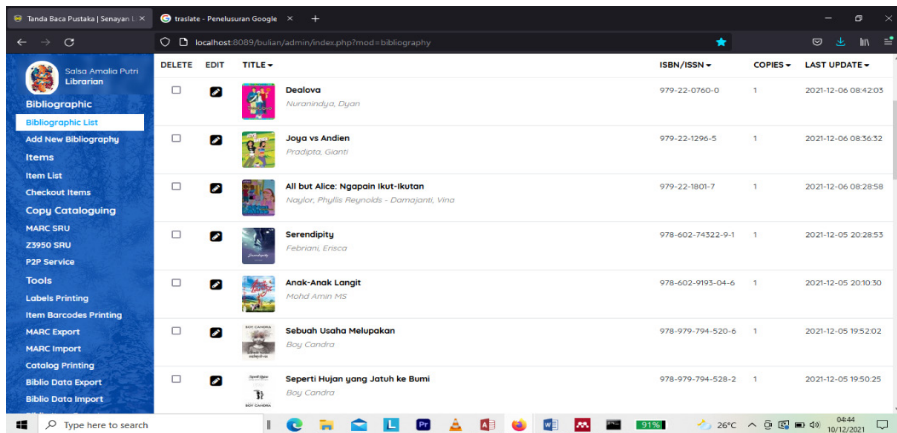 Tanda Baca Pustaka | Senayan L
traslate - Penelusuran Google
localhost:8089/bulian/admin/index.php?mod=bibliography
Salsa Amalia Putri
Librarian
Bibliographic
Bibliographic List
Add New Bibliography
Items
Item List
Checkout Items
Copy Cataloguing
MARC SRU
Z3950 SRU
P2P Service
Tools
Labels Printing
Item Barcodes Printing
MARC Export
MARC Import
Catalog Printing
Biblio Data Export
Biblio Data Import
DELETE EDIT TITLE ISBN/ISSN COPIES LAST UPDATE
Dealova 979-22-0760-0 1 2021-12-06 08:42:03
Nuranindya, Dyan
Joya vs Andien 979-22-1296-5 1 2021-12-06 08:36:32
Pradipta, Gianti
All but Alice: Ngapain Ikut-Ikutan 979-22-1801-7 1 2021-12-06 08:28:58
Naylor, Phyllis Reynolds - Damajanti, Vina
Serendipity 978-602-74322-9-1 1 2021-12-05 20:28:53
Febriani, Erisca
Anak-Anak Langit 978-602-9193-04-6 1 2021-12-05 20:10:30
Mohd Amin MS
Sebuah Usaha Melupakan 978-979-794-520-6 1 2021-12-05 19:52:02
Boy Candra
Seperti Hujan yang Jatuh ke Bumi 978-979-794-528-2 1 2021-12-05 19:50:25
Boy Candra
BOY CANDRA
BOY CANDRA
Type here to search
91%
26°C
04:44
10/12/2021